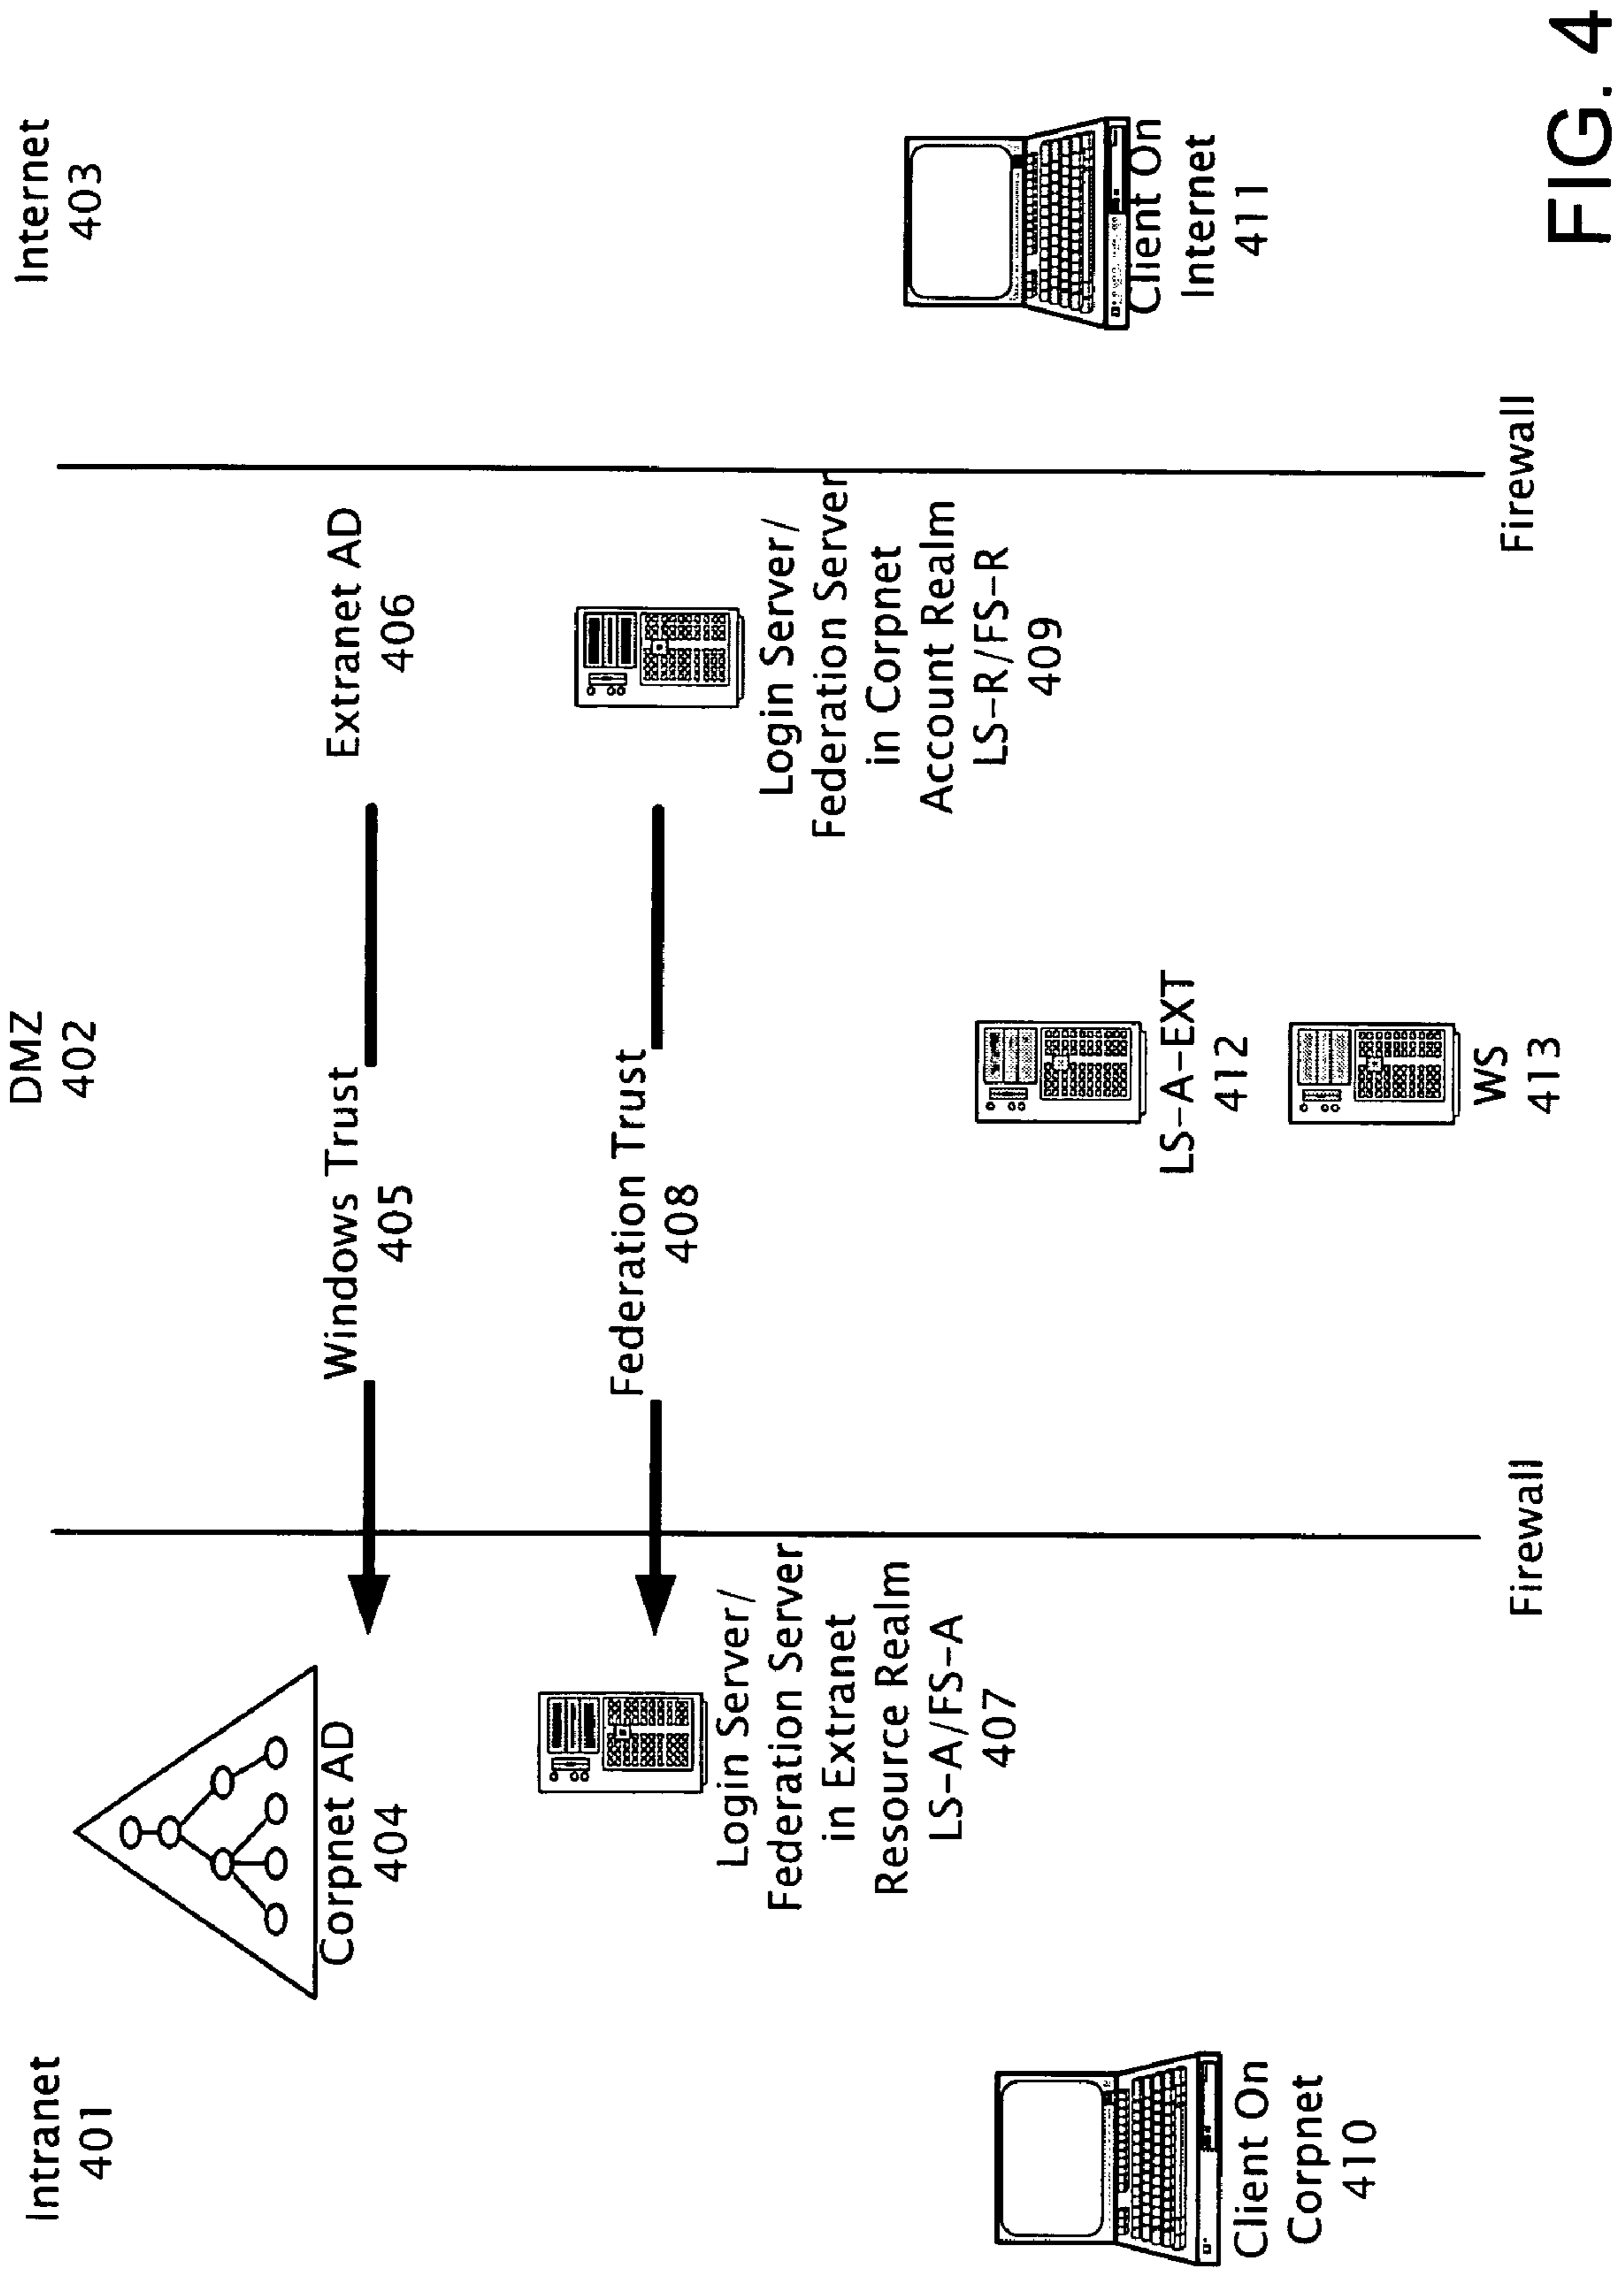 Intranet
401
DMZ
402
Internet
403
Corpnet AD
404
Windows Trust
405
Extranet AD
406
Login Server/
Federation Server
in Extranet
Resource Realm
LS-A/FS-A
407
Federation Trust
408
Login Server/
Federation Server
in Corpnet
Account Realm
LS-R/FS-R
409
Client On
Corpnet
410
LS-A-EXT
412
WS
413
Client On
Internet
411
Firewall
Firewall
FIG. 4